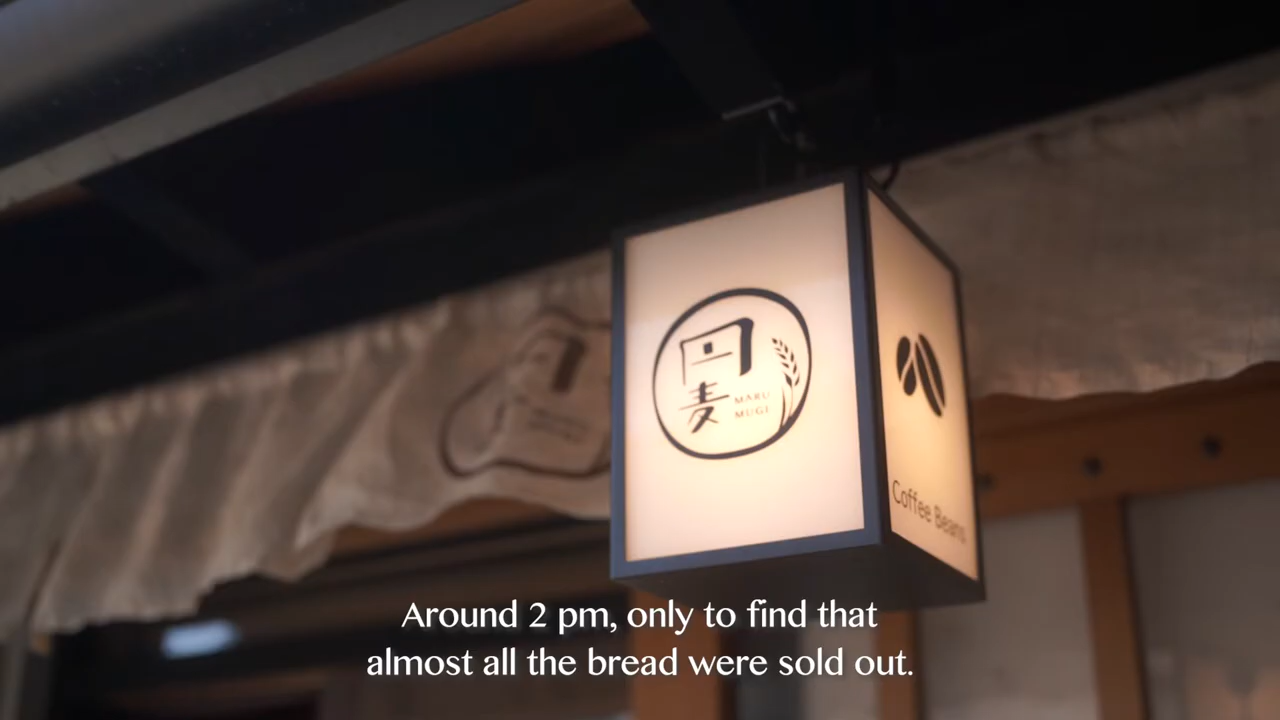 円
麦
MARU
MUGI
Coffee Beans
Around 2 pm, only to find that
almost all the bread were sold out.